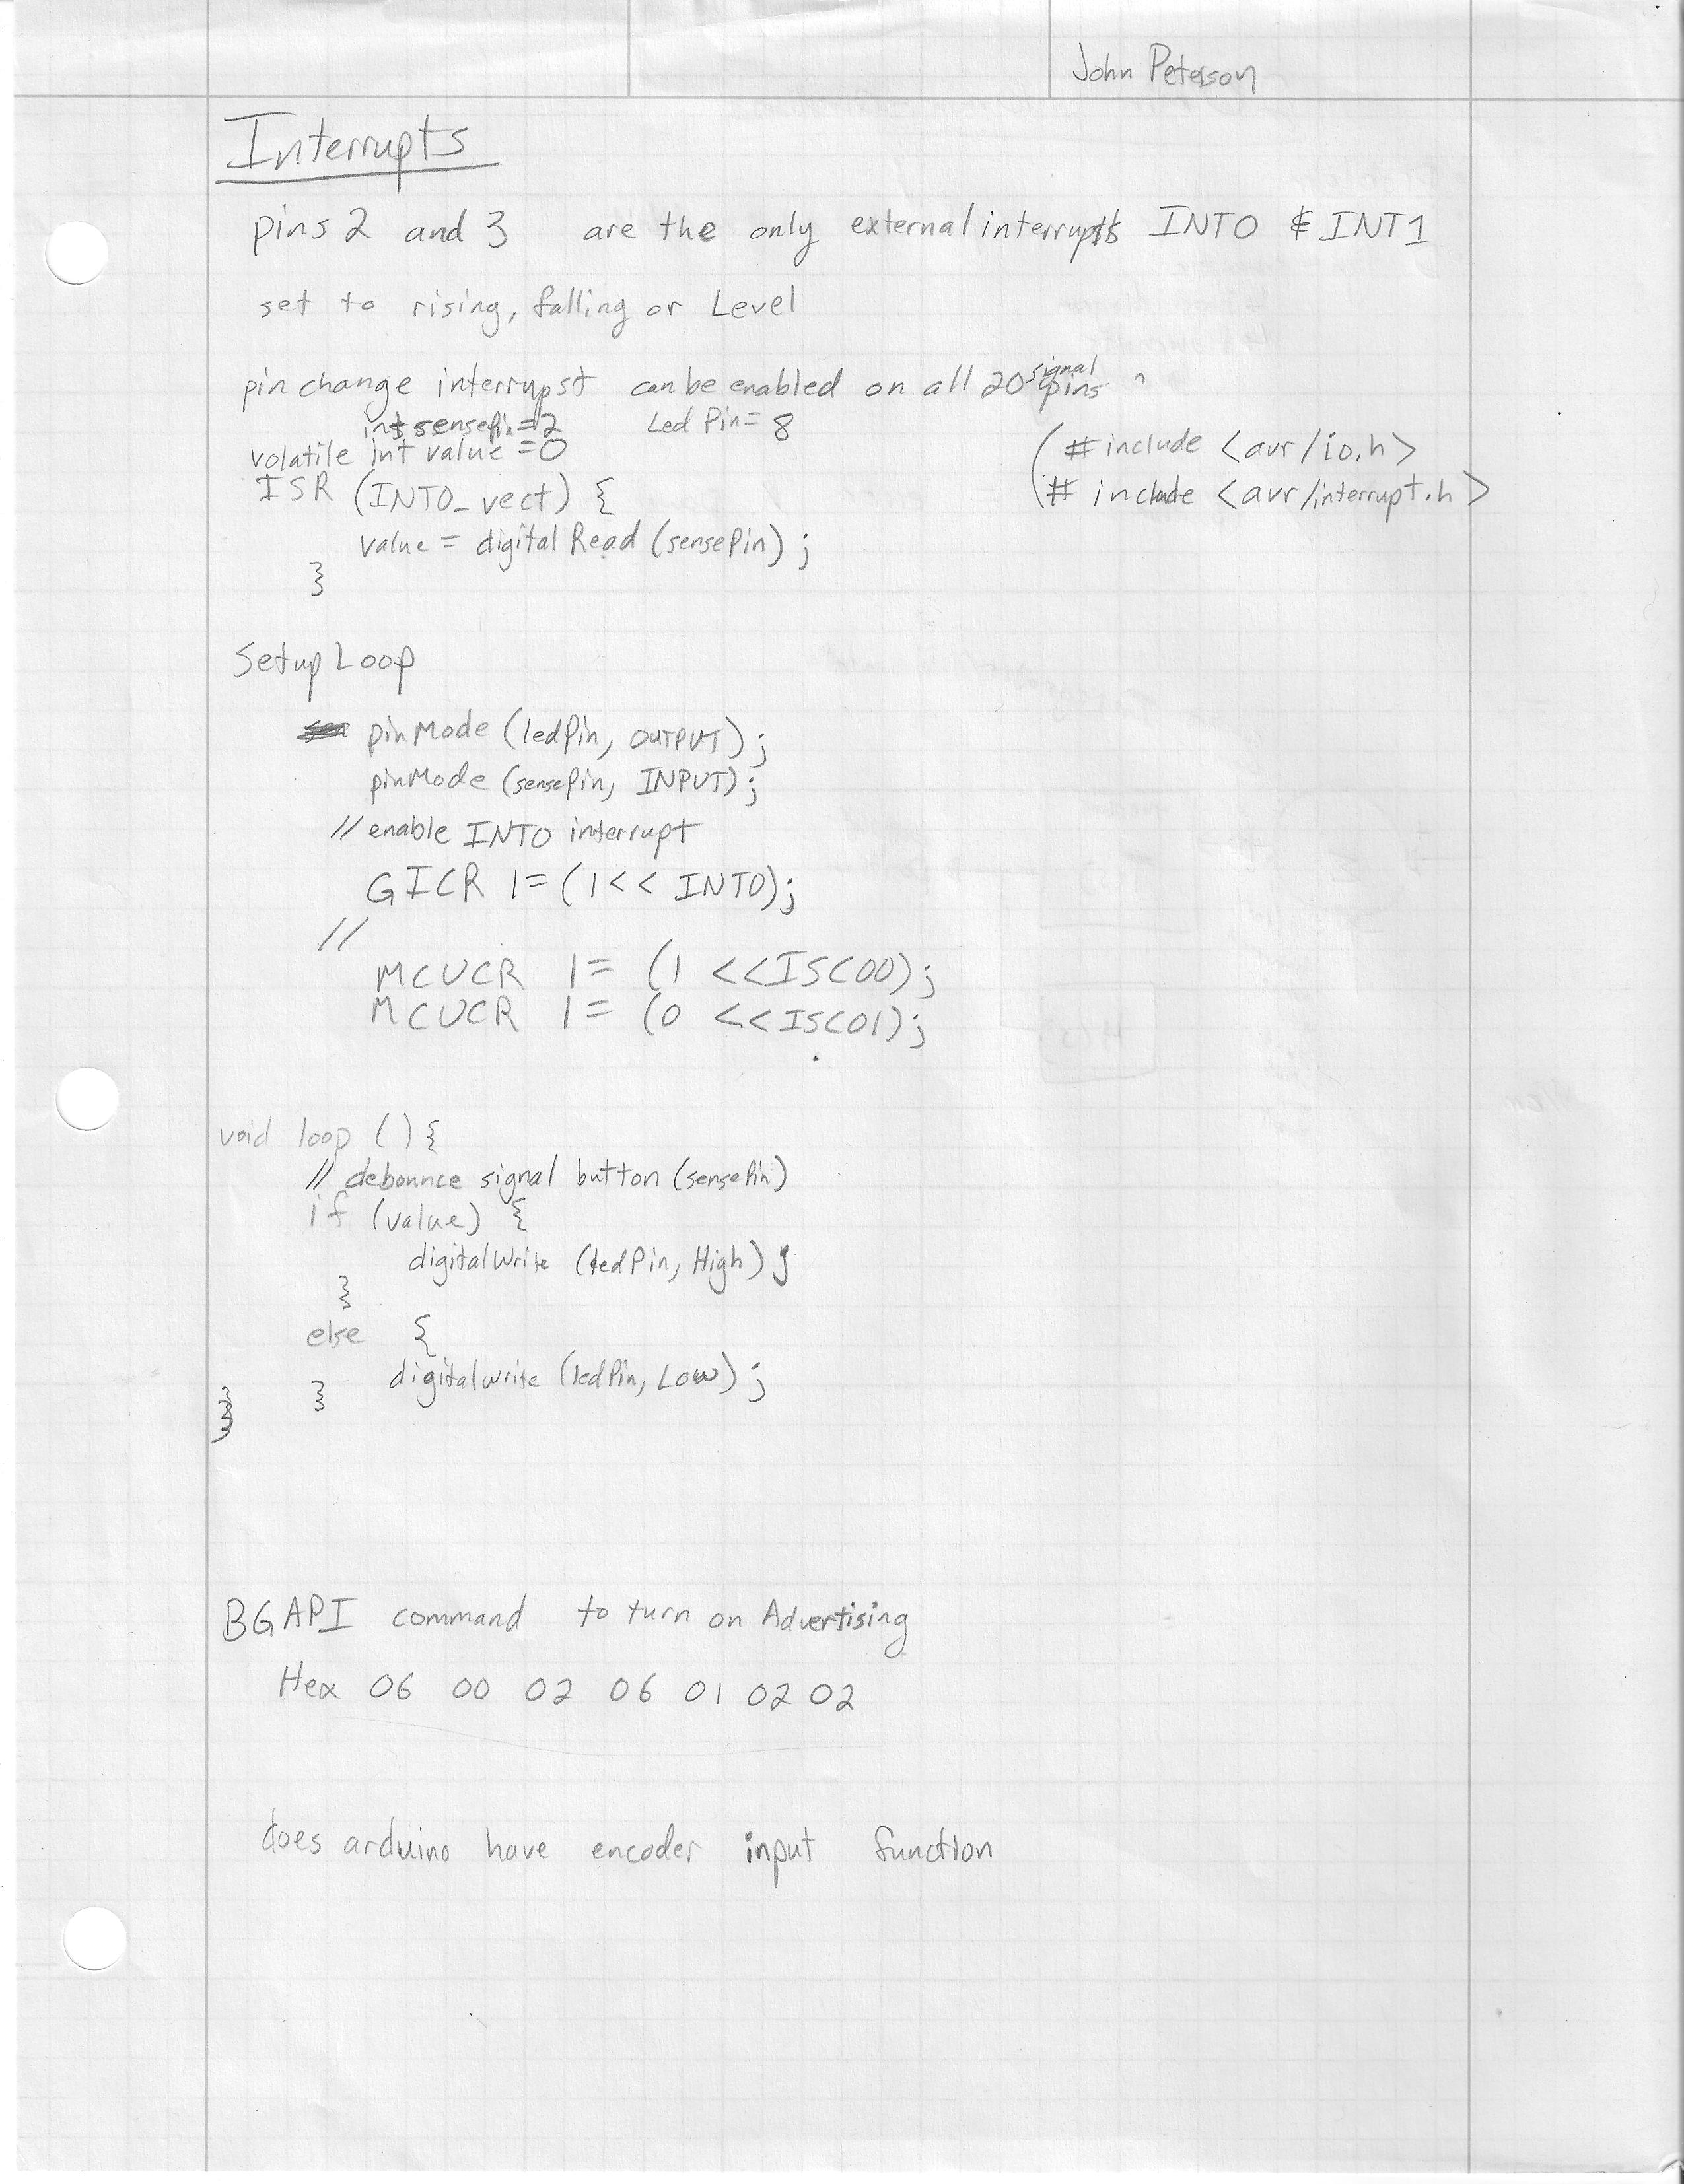 John Peterson
Interrupts
pins 2 and 3 are the only external interrupts INT0 & INT1
set to rising, falling or Level
pin change interrupst can be enabled on all 20 signal pins
int sensePin=2 Led Pin= 8
volatile int value =0
(# include <avr/io.h>
ISR (INT0_vect) {
(# include <avr/interrupt.h>
value = digital Read (sensePin) ;
}
Setup Loop
pinMode (ledPin, OUTPUT) ;
pinMode (sensePin, INPUT) ;
// enable INT0 interrupt
GICR |= (1<< INT0);
//
MCUCR |= (1 <<ISC00);
MCUCR |= (0 <<ISC01);
void loop () {
// debounce signal button (sensePin)
if (value) {
digitalwrite (ledPin, High) ;
}
else {
digitalwrite (ledPin, Low) ;
} }
BGAPI command to turn on Advertising
Hex 06 00 02 06 01 02 02
does arduino have encoder input function